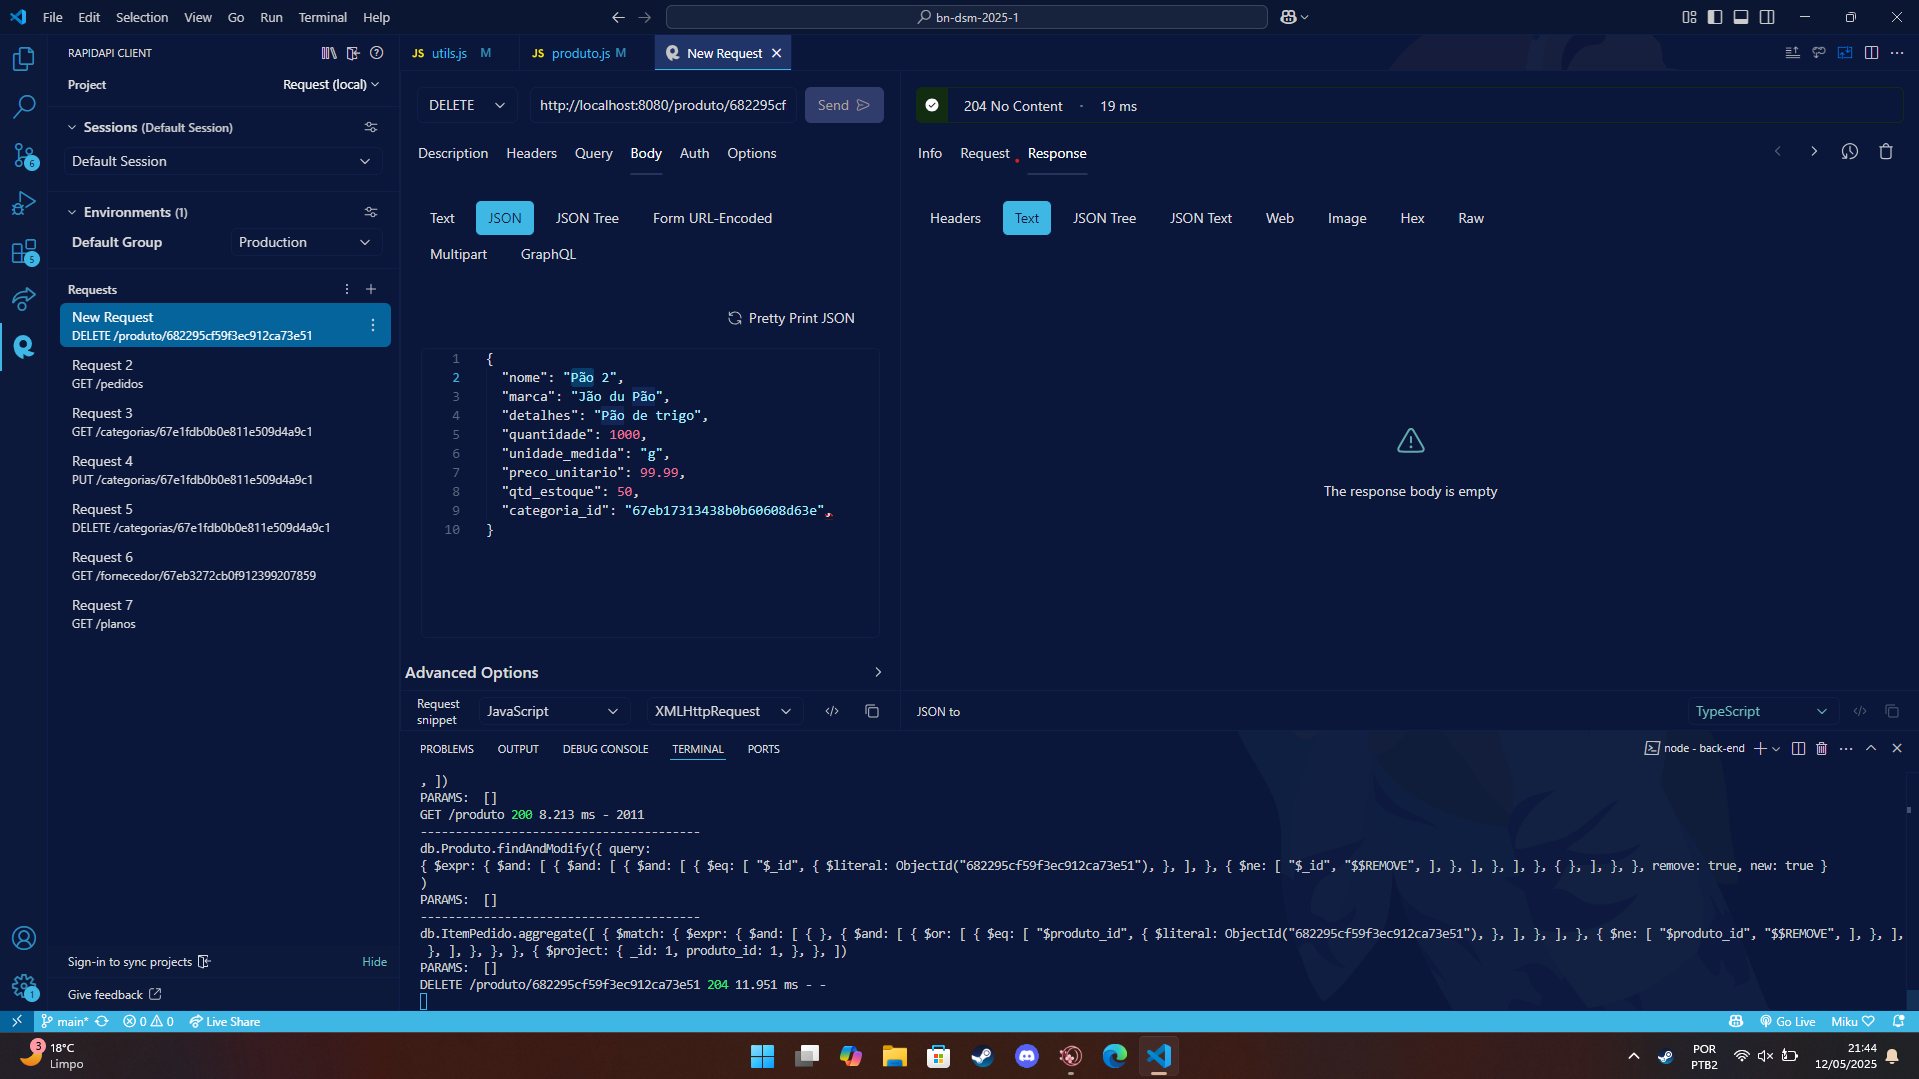 File Edit Selection View Go Run Terminal Help
bn-dsm-2025-1
RAPIDAPI CLIENT
Project
Request (local)
Sessions (Default Session)
Default Session
Environments (1)
Default Group
Production
Requests
New Request
DELETE /produto/682295cf59f3ec912ca73e51
Request 2
GET /pedidos
Request 3
GET /categorias/67e1fdb0b0e811e509d4a9c1
Request 4
PUT /categorias/67e1fdb0b0e811e509d4a9c1
Request 5
DELETE /categorias/67e1fdb0b0e811e509d4a9c1
Request 6
GET /fornecedor/67eb3272cb0f912399207859
Request 7
GET /planos
Sign-in to sync projects
Hide
Give feedback
6
5
1
JS utils.js M
JS produto.js M
New Request
DELETE
http://localhost:8080/produto/682295cf
Send
Description Headers Query Body Auth Options
Text JSON JSON Tree Form URL-Encoded
Multipart GraphQL
Pretty Print JSON
1 {
2 "nome": "Pão 2",
3 "marca": "Jão du Pão",
4 "detalhes": "Pão de trigo",
5 "quantidade": 1000,
6 "unidade_medida": "g",
7 "preco_unitario": 99.99,
8 "qtd_estoque": 50,
9 "categoria_id": "67eb17313438b0b60608d63e",
10 }
Advanced Options
Request snippet
JavaScript
XMLHttpRequest
204 No Content · 19 ms
Info Request Response
Headers Text JSON Tree JSON Text Web Image Hex Raw
The response body is empty
JSON to
TypeScript
PROBLEMS OUTPUT DEBUG CONSOLE TERMINAL PORTS
node - back-end
, ])
PARAMS:  []
GET /produto 200 8.213 ms - 2011
----------------------------------------
db.Produto.findAndModify({ query:
{ $expr: { $and: [ { $and: [ { $and: [ { $eq: [ "$_id", { $literal: ObjectId("682295cf59f3ec912ca73e51"), }, ], }, { $ne: [ "$_id", "$$REMOVE", ], }, ], }, ], }, { }, ], }, }, remove: true, new: true }
)
PARAMS:  []
----------------------------------------
db.ItemPedido.aggregate([ { $match: { $expr: { $and: [ { }, { $and: [ { $or: [ { $eq: [ "$produto_id", { $literal: ObjectId("682295cf59f3ec912ca73e51"), }, ], }, ], }, { $ne: [ "$produto_id", "$$REMOVE", ], }, ],
}, ], }, }, }, { $project: { _id: 1, produto_id: 1, }, }, ])
PARAMS:  []
DELETE /produto/682295cf59f3ec912ca73e51 204 11.951 ms - -
main*
0 0
Live Share
Go Live
Miku ♡
3
18°C
Limpo
POR
PTB2
21:44
12/05/2025